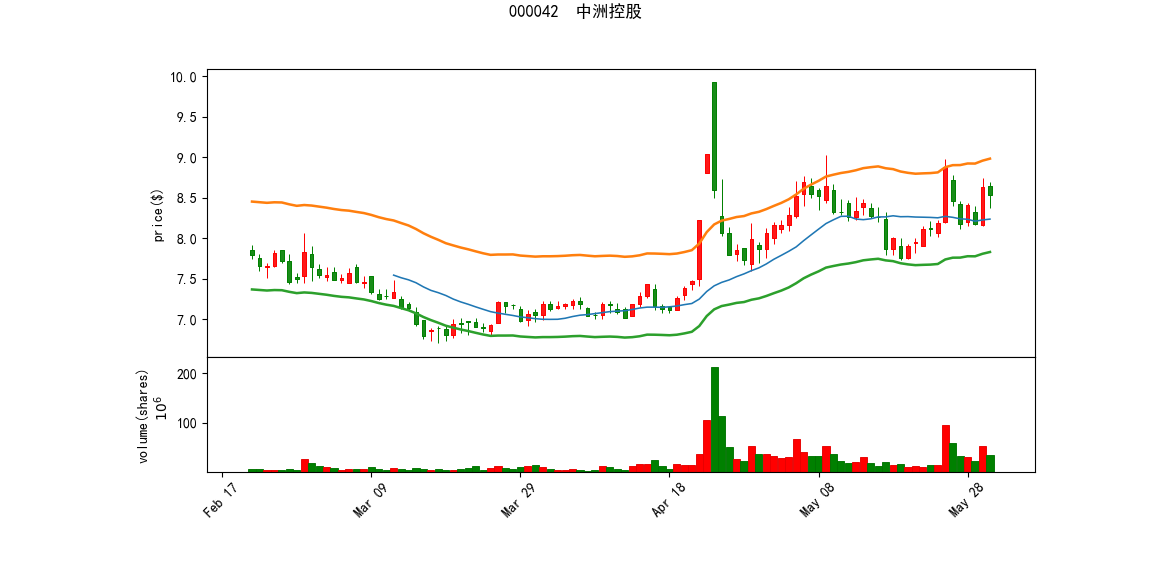 000042 中洲控股
10.0
9.5
9.0
8.5
8.0
7.5
7.0
price($)
200
100
volume(shares)
10^6
Feb 17
Mar 09
Mar 29
Apr 18
May 08
May 28